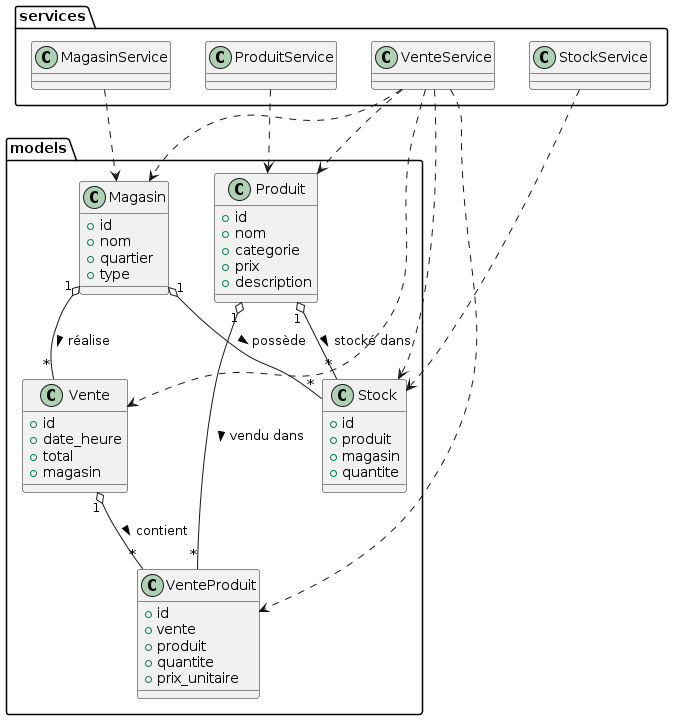 services
C MagasinService
C ProduitService
C VenteService
C StockService
models
C Magasin
id
nom
quartier
type
C Produit
id
nom
categorie
prix
description
1
1
1
1
réalise
possède
stocké dans
*
*
*
C Vente
id
date_heure
total
magasin
C Stock
id
produit
magasin
quantite
vendu dans
1
contient
*
*
C VenteProduit
id
vente
produit
quantite
prix_unitaire